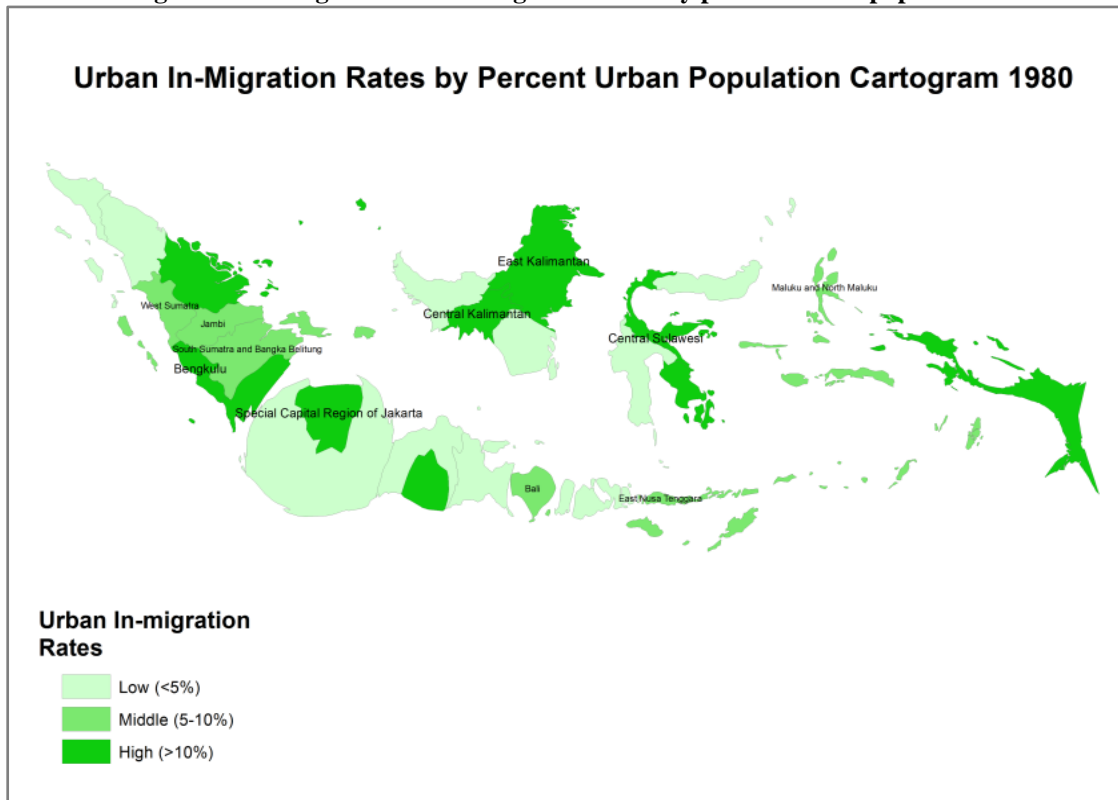 Urban In-Migration Rates by Percent Urban Population Cartogram 1980
East Kalimantan
Maluku and North Maluku
West Sumatra
Central Kalimantan
Jambi
Central Sulawesi
South Sumatra and Bangka Belitung
Bengkulu
Special Capital Region of Jakarta
Bali
East Nusa Tenggara
Urban In-migration
Rates
Low (<5%)
Middle (5-10%)
High (>10%)